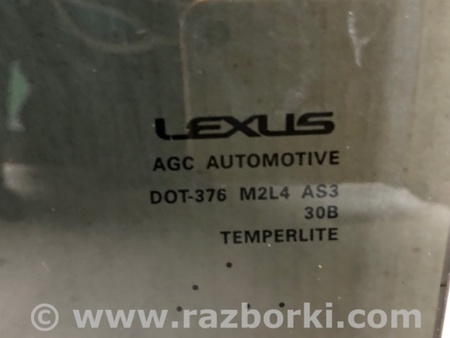 LEXUS
AGC AUTOMOTIVE
DOT-376 M2L4 AS3
30B
TEMPERLITE
© www.razborki.com